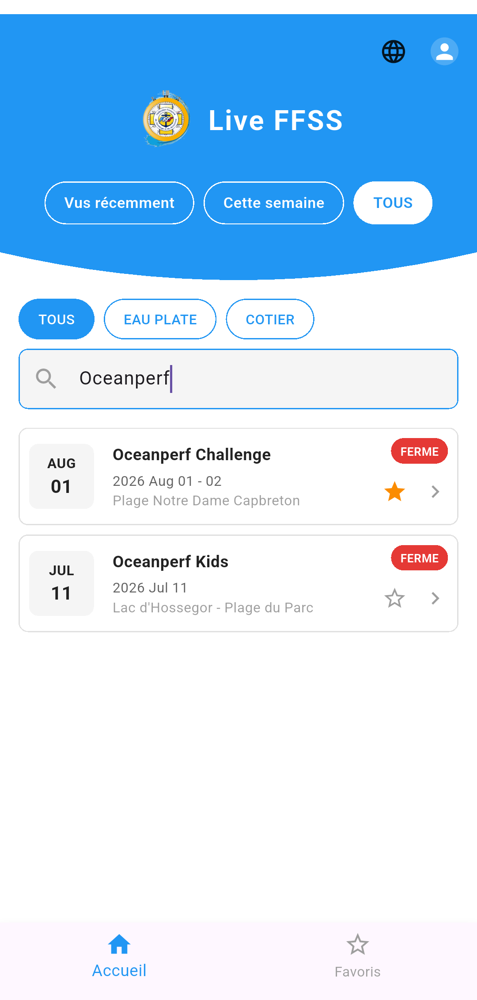 Live FFSS
Vus récemment
Cette semaine
TOUS
TOUS
EAU PLATE
COTIER
Oceanperf
AUG
01
Oceanperf Challenge
2026 Aug 01 - 02
Plage Notre Dame Capbreton
FERME
JUL
11
Oceanperf Kids
2026 Jul 11
Lac d'Hossegor - Plage du Parc
FERME
Accueil
Favoris